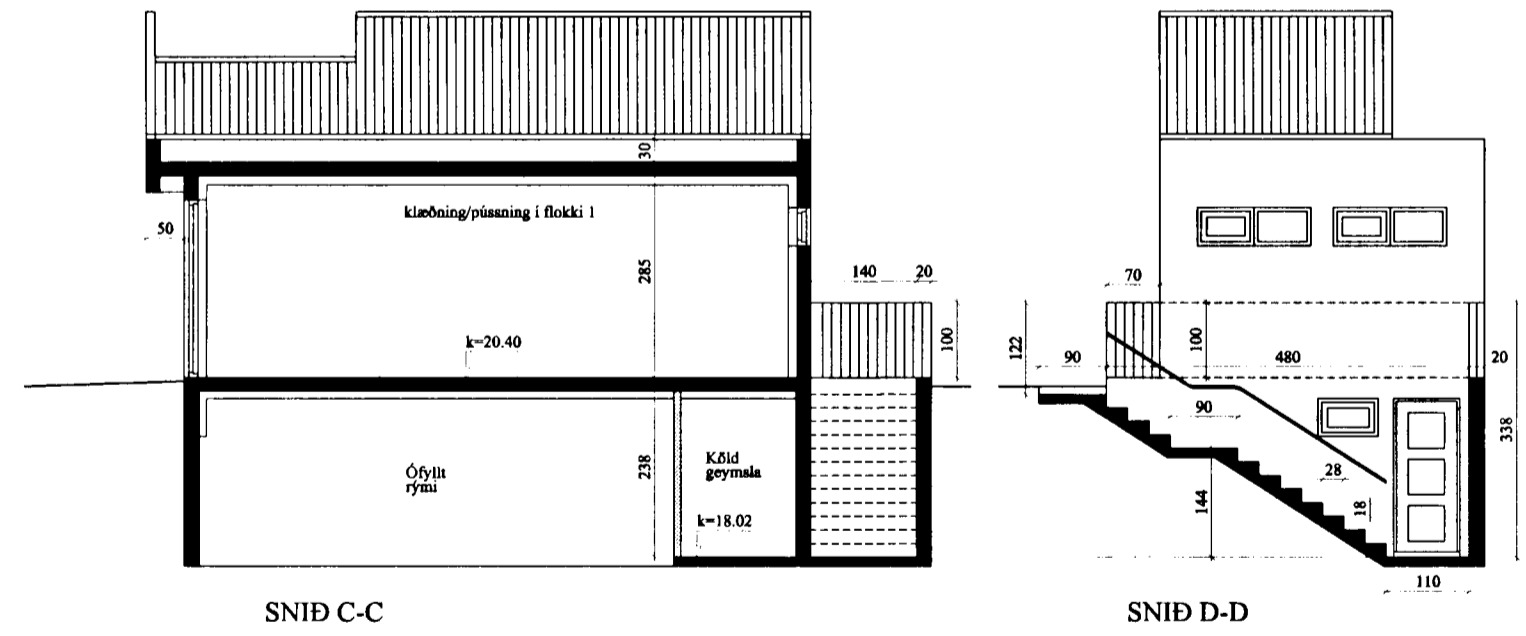 30
klæðning/pússning í flokki 1
50
285
140
20
k=20.40
100
238
Ófyllt
rými
Köld
geymsla
k=18.02
SNIÐ C-C
70
122
90
100
480
20
90
338
28
144
18
110
SNIÐ D-D